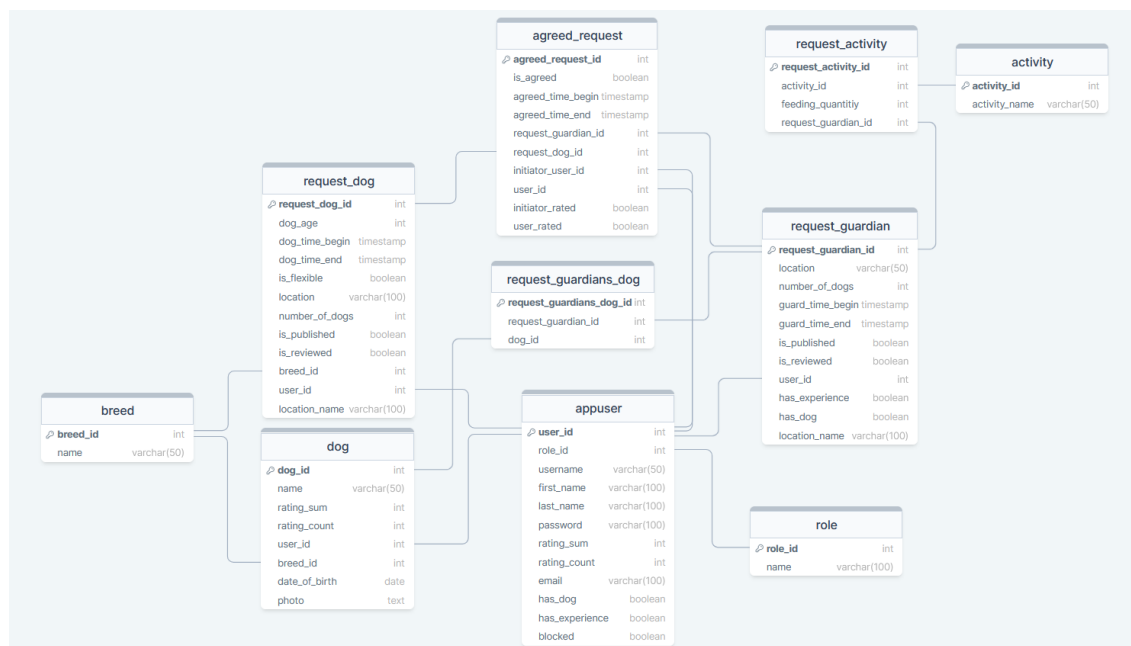 agreed_request
agreed_request_id int
is_agreed boolean
agreed_time_begin timestamp
agreed_time_end timestamp
request_guardian_id int
request_dog_id int
initiator_user_id int
user_id int
initiator_rated boolean
user_rated boolean
request_activity
request_activity_id int
activity_id int
feeding_quantitiy int
request_guardian_id int
activity
activity_id int
activity_name varchar(50)
request_dog
request_dog_id int
dog_age int
dog_time_begin timestamp
dog_time_end timestamp
is_flexible boolean
location varchar(100)
number_of_dogs int
is_published boolean
is_reviewed boolean
breed_id int
user_id int
location_name varchar(100)
request_guardians_dog
request_guardians_dog_id int
request_guardian_id int
dog_id int
request_guardian
request_guardian_id int
location varchar(50)
number_of_dogs int
guard_time_begin timestamp
guard_time_end timestamp
is_published boolean
is_reviewed boolean
user_id int
has_experience boolean
has_dog boolean
location_name varchar(100)
breed
breed_id int
name varchar(50)
dog
dog_id int
name varchar(50)
rating_sum int
rating_count int
user_id int
breed_id int
date_of_birth date
photo text
appuser
user_id int
role_id int
username varchar(50)
first_name varchar(100)
last_name varchar(100)
password varchar(100)
rating_sum int
rating_count int
email varchar(100)
has_dog boolean
has_experience boolean
blocked boolean
role
role_id int
name varchar(100)